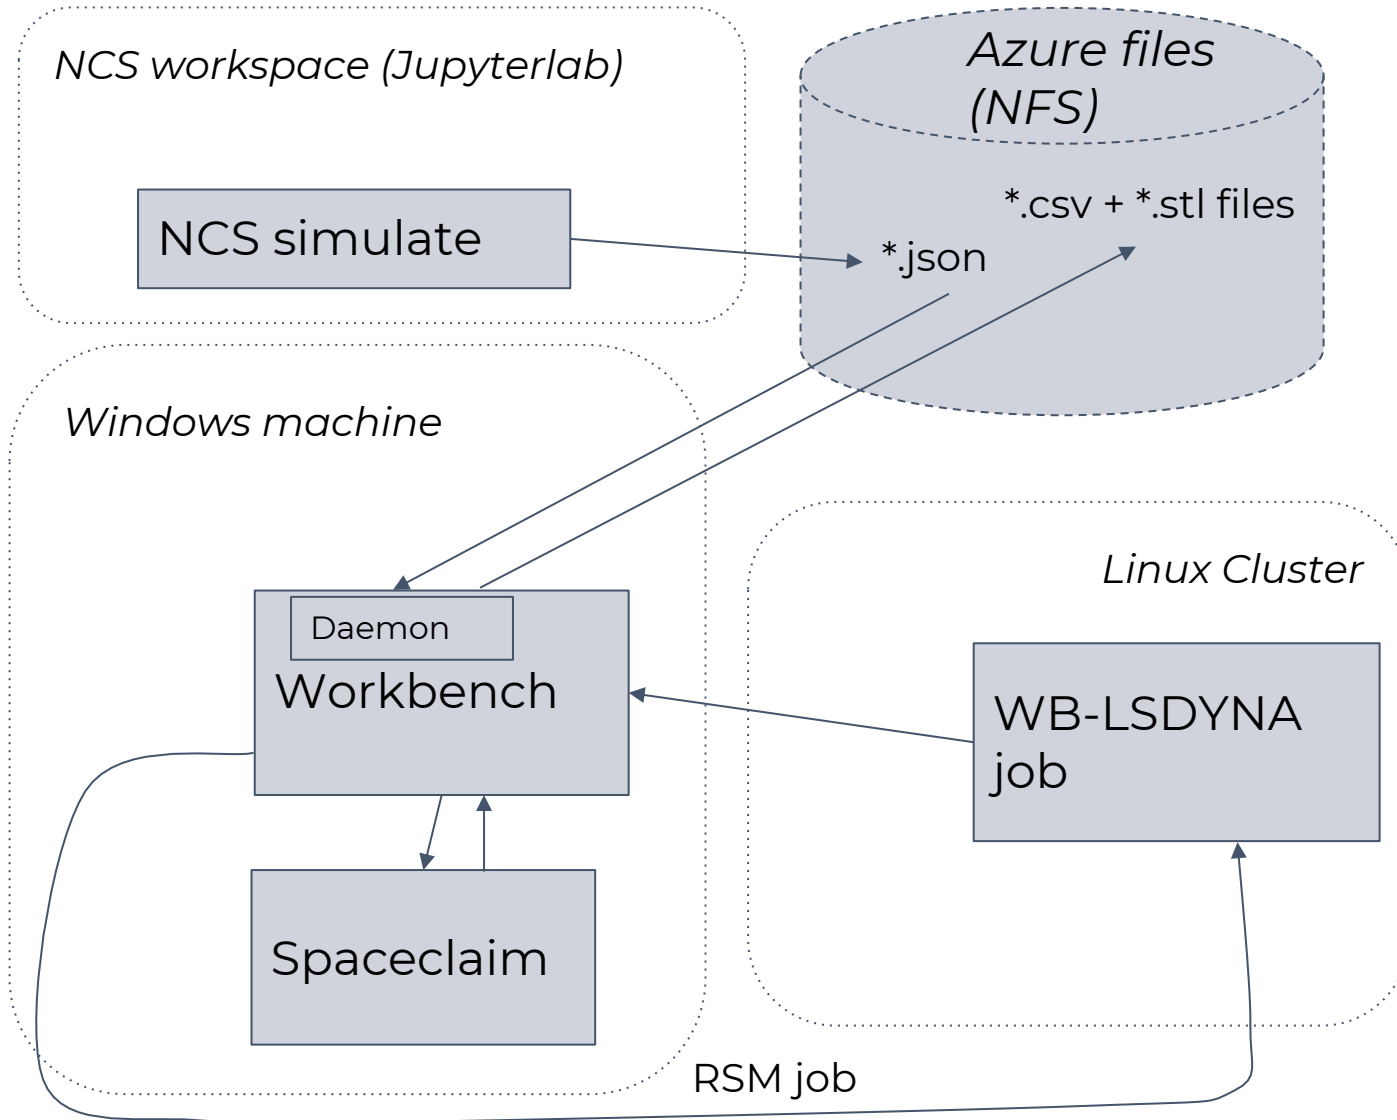 NCS workspace (Jupyterlab)
Azure files
(NFS)
NCS simulate
*.csv + *.stl files
*.json
Windows machine
Linux Cluster
Daemon
Workbench
WB-LSDYNA
job
Spaceclaim
RSM job